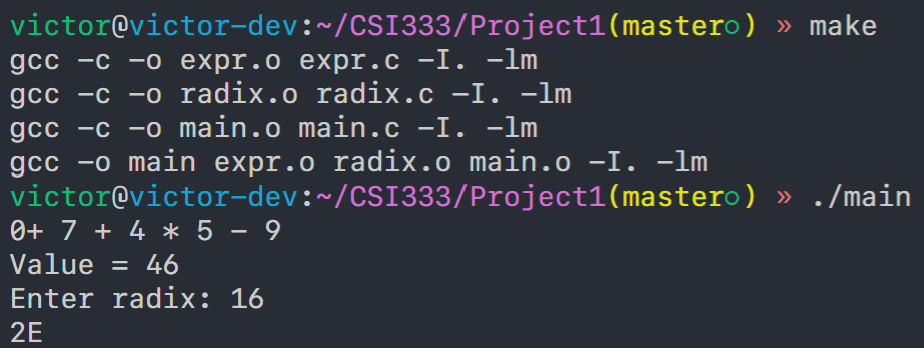 victor@victor-dev:~/CSI333/Project1(master○) » make
gcc -c -o expr.o expr.c -I. -lm
gcc -c -o radix.o radix.c -I. -lm
gcc -c -o main.o main.c -I. -lm
gcc -o main expr.o radix.o main.o -I. -lm
victor@victor-dev:~/CSI333/Project1(master○) » ./main
0+ 7 + 4 * 5 - 9
Value = 46
Enter radix: 16
2E